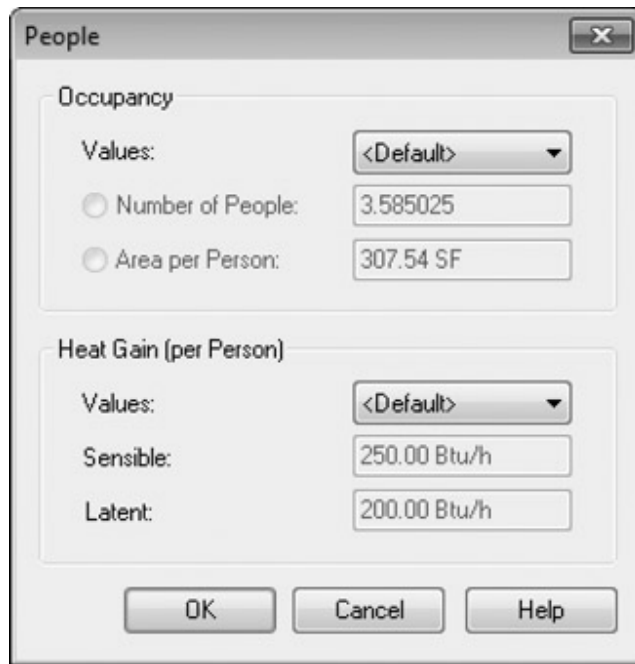 People
Occupancy
Values: <Default>
Number of People: 3.585025
Area per Person: 307.54 SF
Heat Gain (per Person)
Values: <Default>
Sensible: 250.00 Btu/h
Latent: 200.00 Btu/h
OK Cancel Help